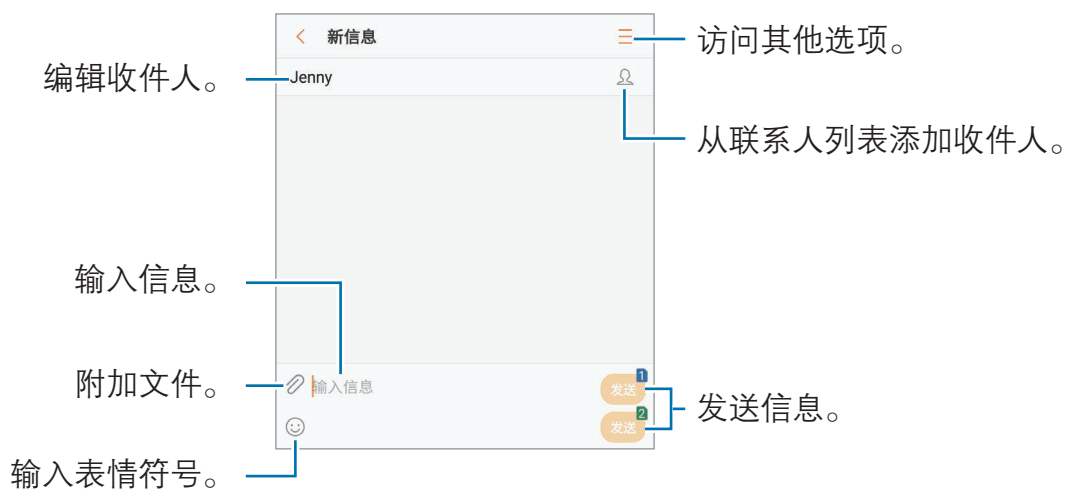 新信息
访问其他选项。
编辑收件人。
Jenny
从联系人列表添加收件人。
输入信息。
附加文件。
输入信息
发送
1
发送信息。
发送
2
输入表情符号。